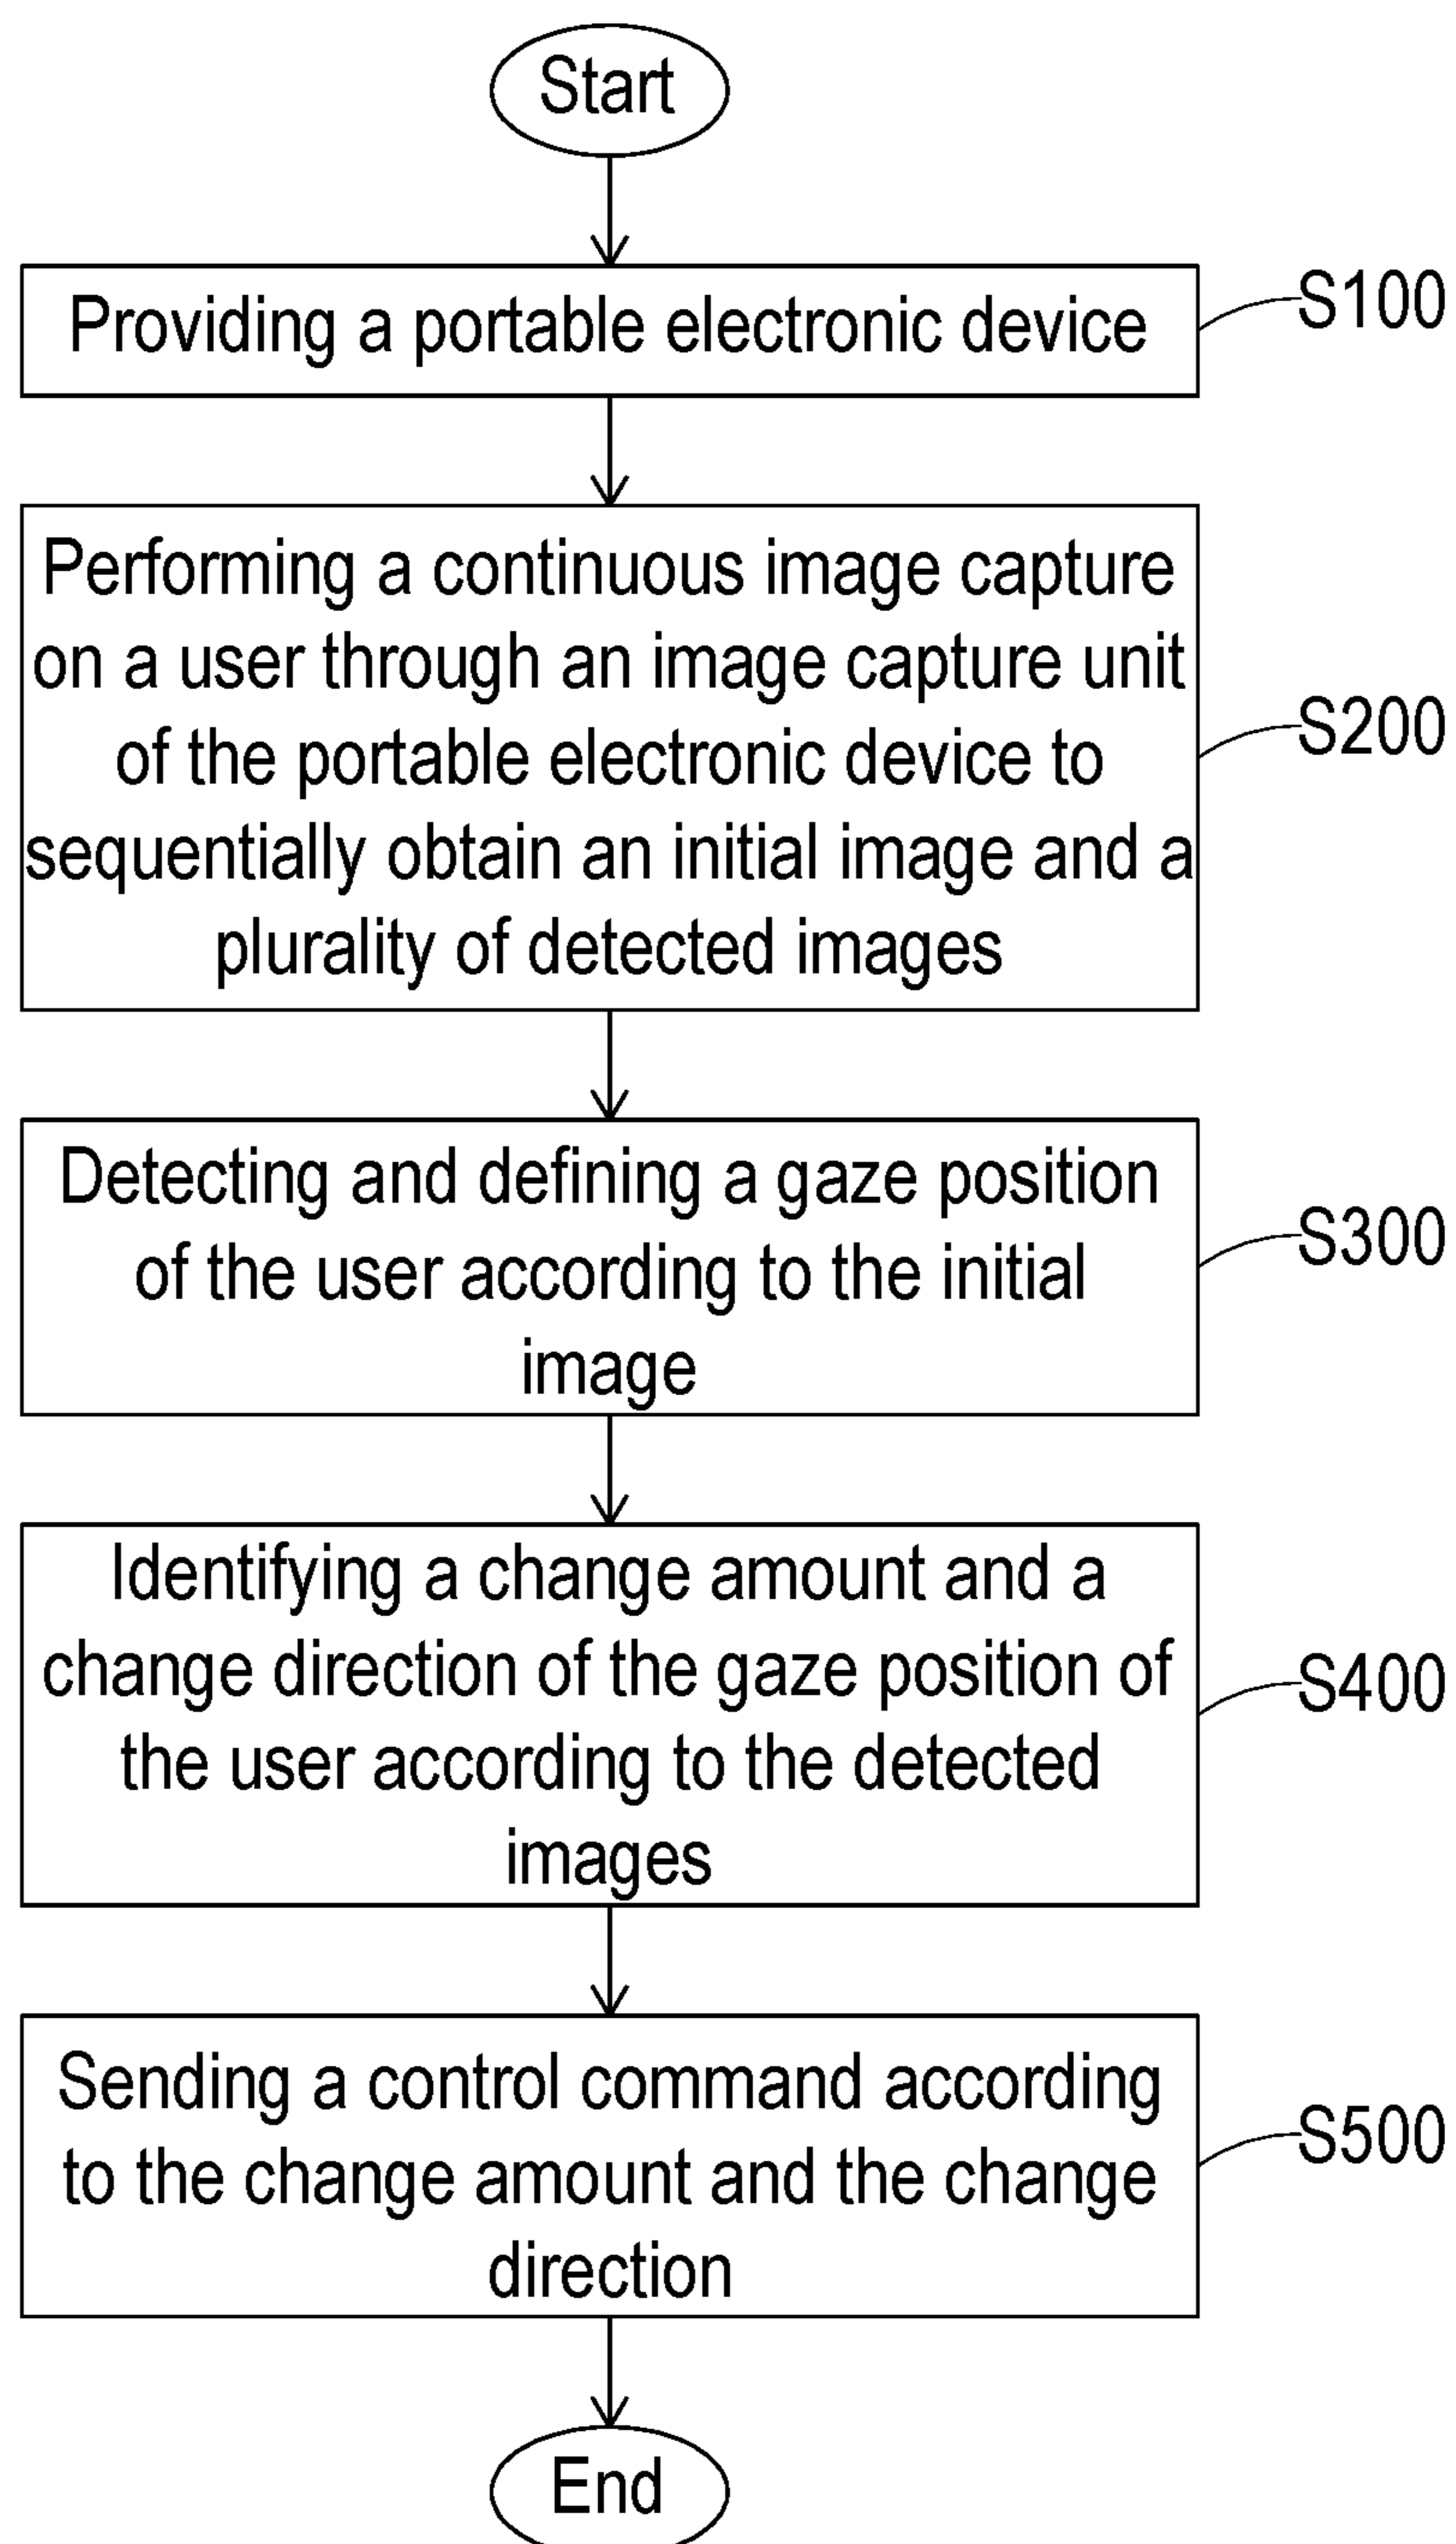 Start
Providing a portable electronic device
S100
Performing a continuous image capture
on a user through an image capture unit
of the portable electronic device to
sequentially obtain an initial image and a
plurality of detected images
S200
Detecting and defining a gaze position
of the user according to the initial
image
S300
Identifying a change amount and a
change direction of the gaze position of
the user according to the detected
images
S400
Sending a control command according
to the change amount and the change
direction
S500
End